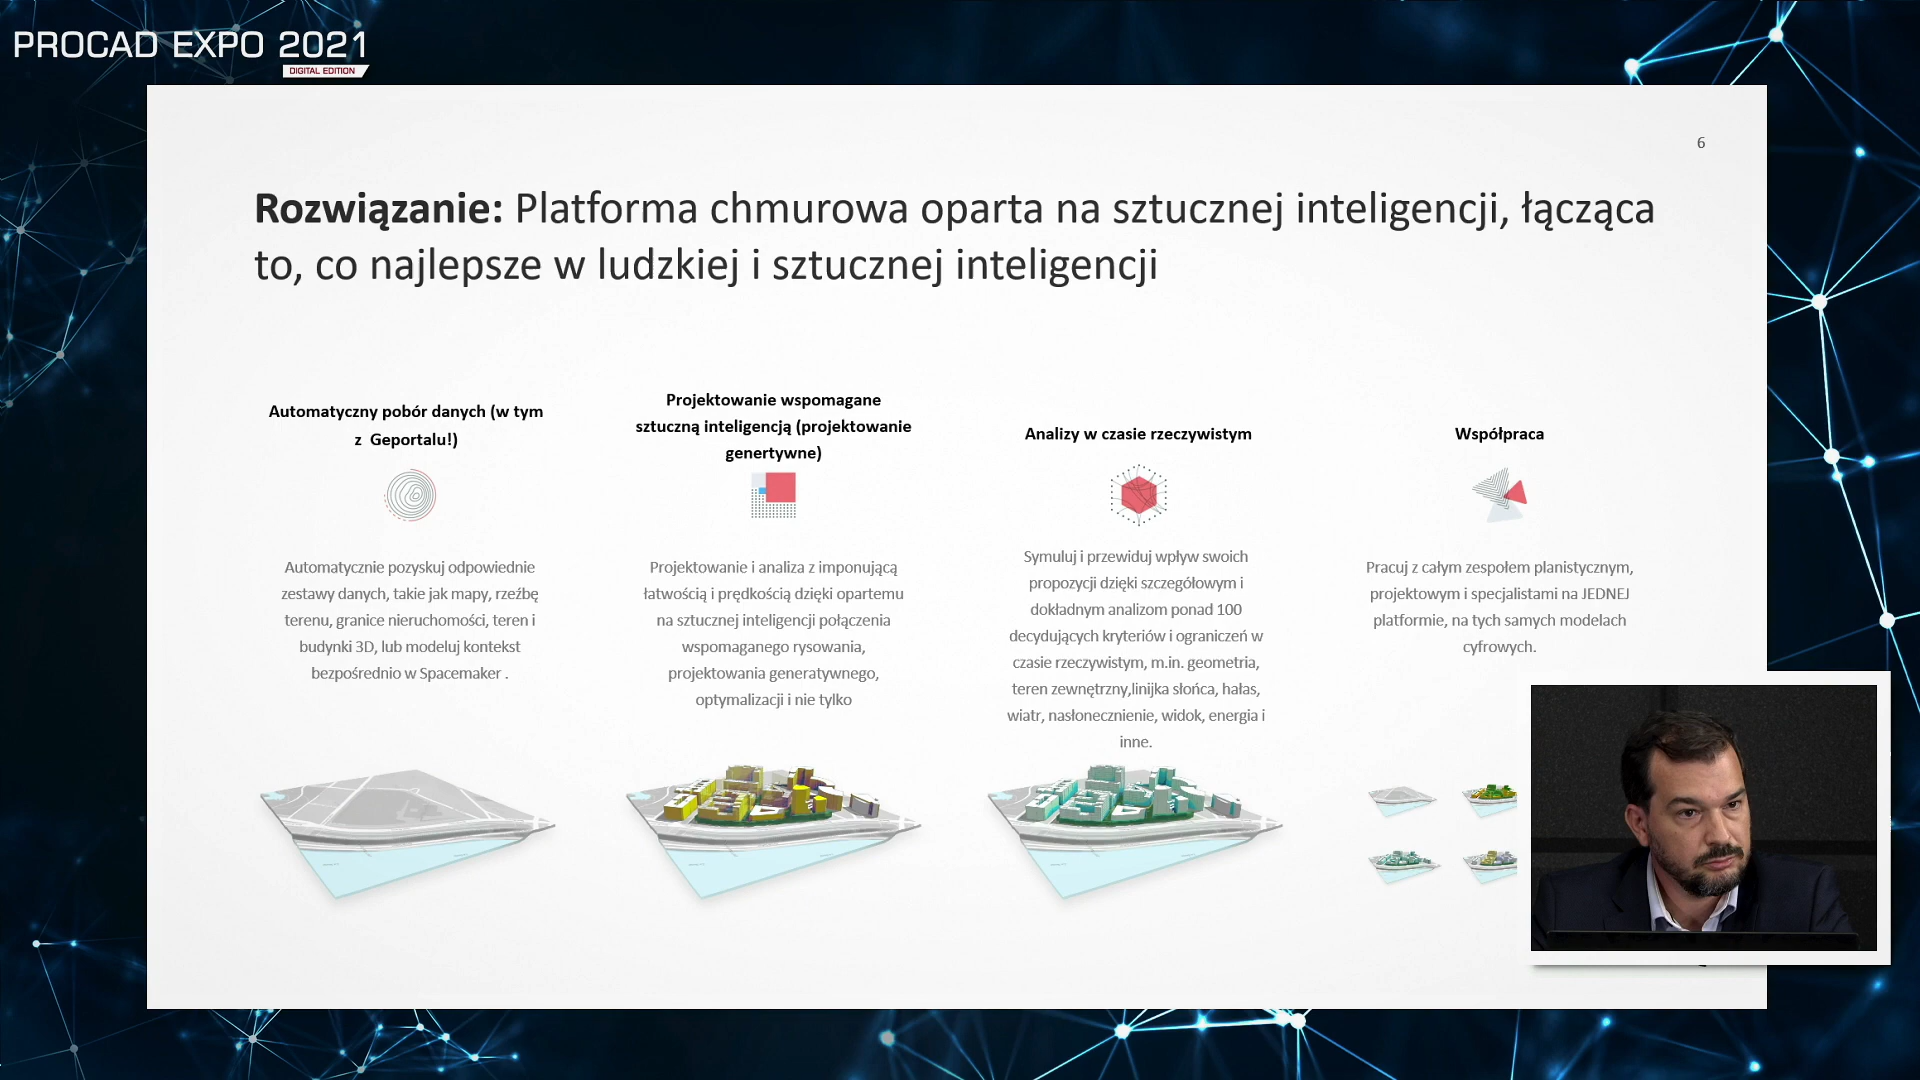 PROCAD EXPO 2021
DIGITAL EDITION
6
Rozwiązanie: Platforma chmurowa oparta na sztucznej inteligencji, łącząca
to, co najlepsze w ludzkiej i sztucznej inteligencji
Automatyczny pobór danych (w tym
z Geportalu!)
Automatycznie pozyskuj odpowiednie
zestawy danych, takie jak mapy, rzeźbę
terenu, granice nieruchomości, teren i
budynki 3D, lub modeluj kontekst
bezpośrednio w Spacemaker .
Projektowanie wspomagane
sztuczną inteligencją (projektowanie
genertywne)
Projektowanie i analiza z imponującą
łatwością i prędkością dzięki opartemu
na sztucznej inteligencji połączenia
wspomaganego rysowania,
projektowania generatywnego,
optymalizacji i nie tylko
Analizy w czasie rzeczywistym
Symuluj i przewiduj wpływ swoich
propozycji dzięki szczegółowym i
dokładnym analizom ponad 100
decydujących kryteriów i ograniczeń w
czasie rzeczywistym, m.in. geometria,
teren zewnętrzny,linijka słońca, hałas,
wiatr, nasłonecznienie, widok, energia i
inne.
Współpraca
Pracuj z całym zespołem planistycznym,
projektowym i specjalistami na JEDNEJ
platformie, na tych samych modelach
cyfrowych.